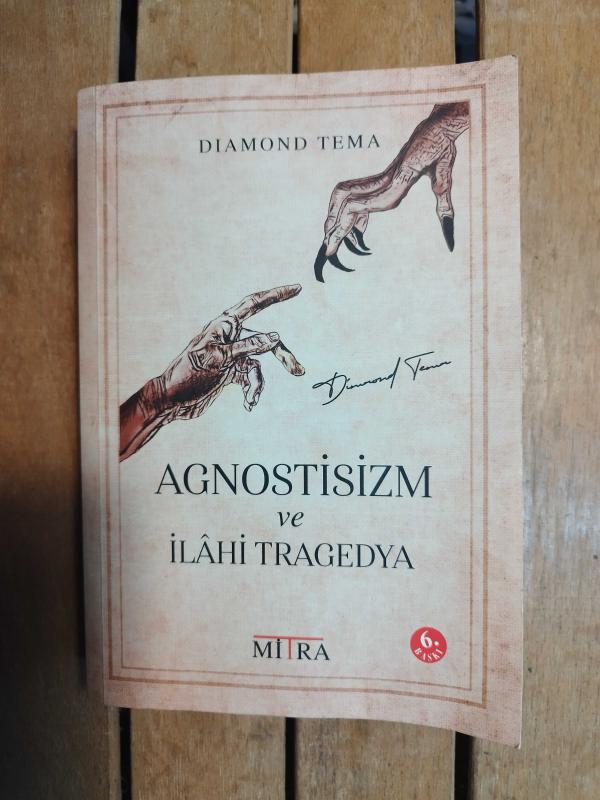 DIAMOND TEMA
Diamond Tema
AGNOSTİSİZM
ve
İLÂHİ TRAGEDYA
MİTRA
6.
BASKI